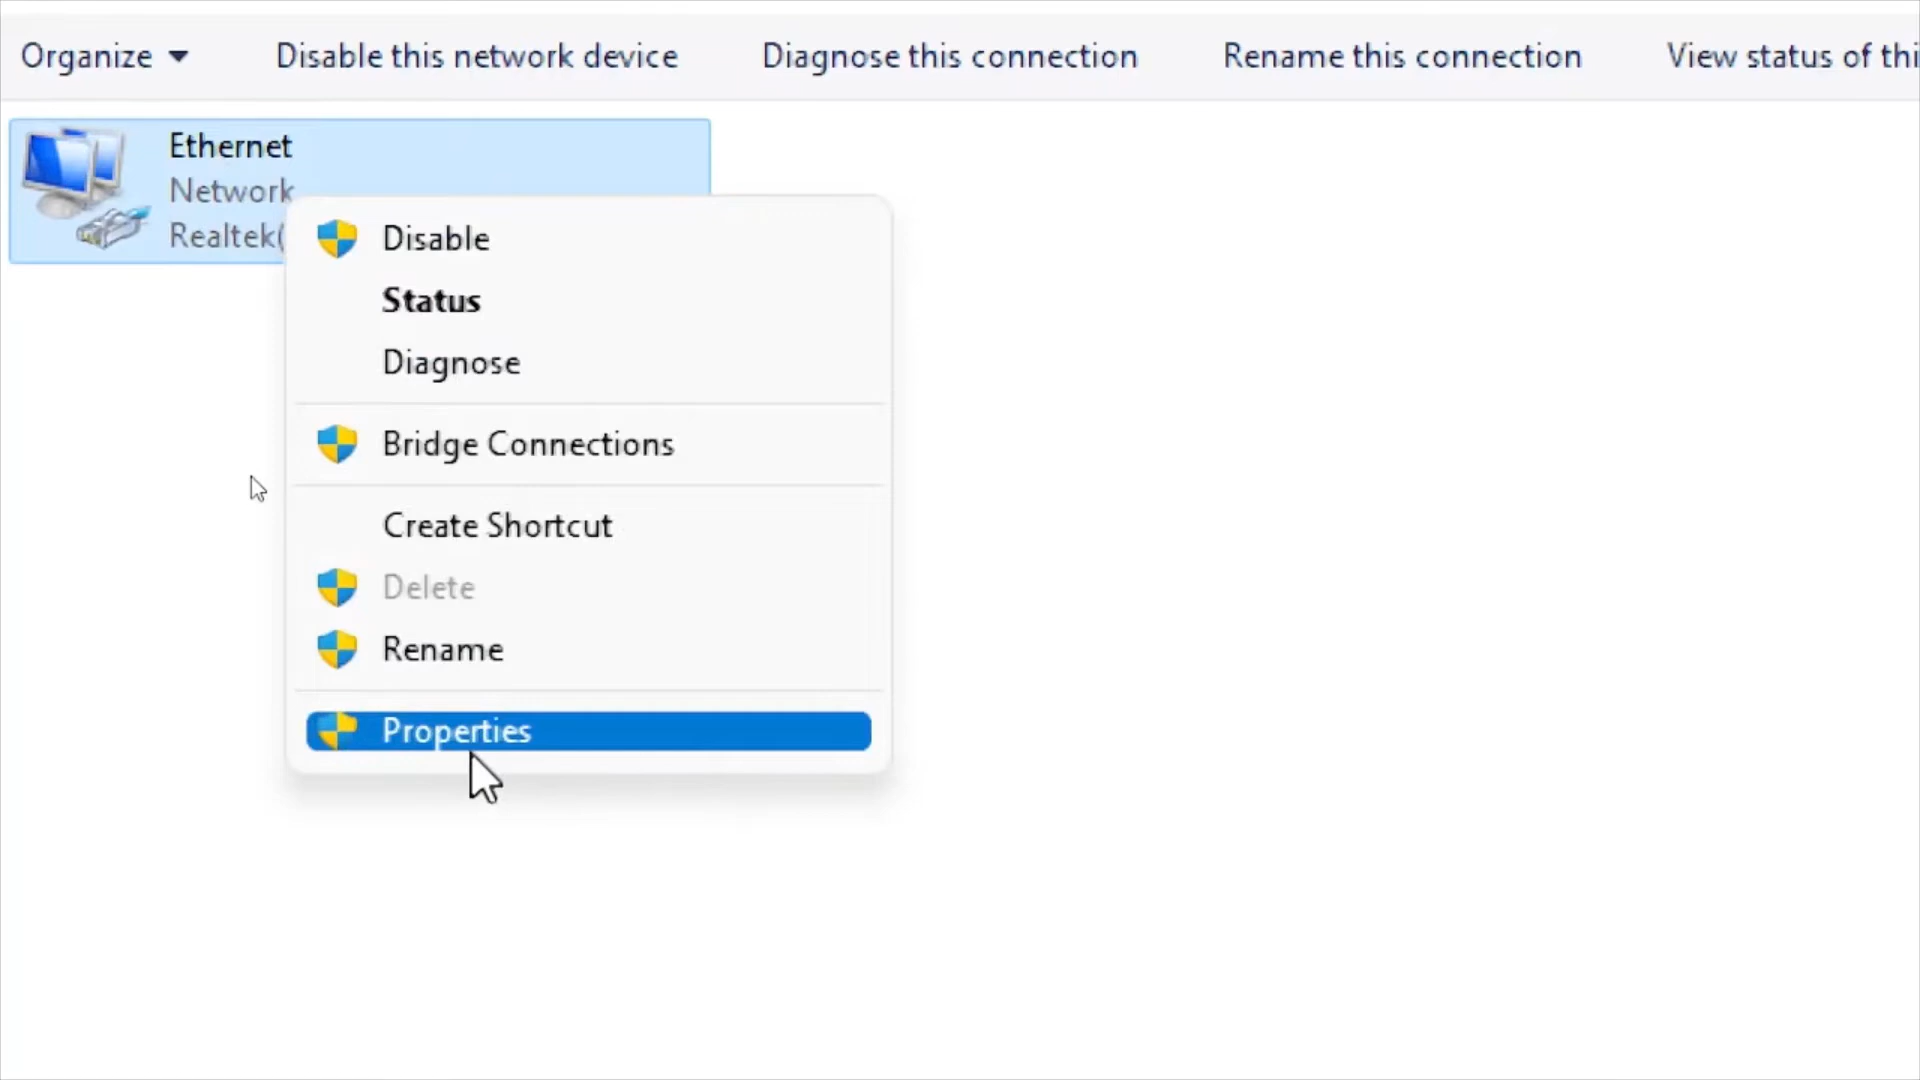 Organize
Disable this network device
Diagnose this connection
Rename this connection
View status of thi
Ethernet
Network
Realtek(
Disable
Status
Diagnose
Bridge Connections
Create Shortcut
Delete
Rename
Properties